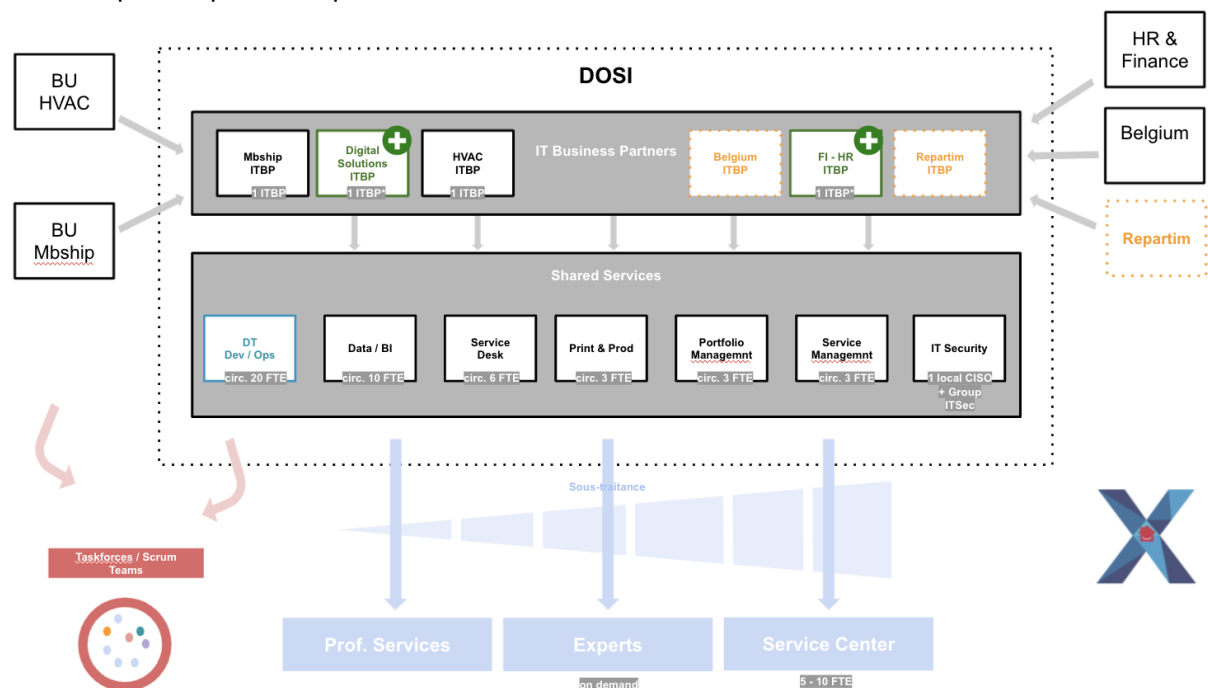 DOSI
BU
HVAC
BU
Mbship
HR &
Finance
Belgium
Repartim
IT Business Partners
Mbship
ITBP
1 ITBP
Digital
Solutions
ITBP
1 ITBP*
HVAC
ITBP
1 ITBP
Belgium
ITBP
FI - HR
ITBP
1 ITBP*
Repartim
ITBP
Shared Services
DT
Dev / Ops
circ. 20 FTE
Data / BI
circ. 10 FTE
Service
Desk
circ. 6 FTE
Print & Prod
circ. 3 FTE
Portfolio
Managemnt
circ. 3 FTE
Service
Managemnt
circ. 3 FTE
IT Security
1 local CISO
+ Group
ITSec
Sous-traitance
Taskforces / Scrum
Teams
Prof. Services
Experts
on demand
Service Center
5 - 10 FTE